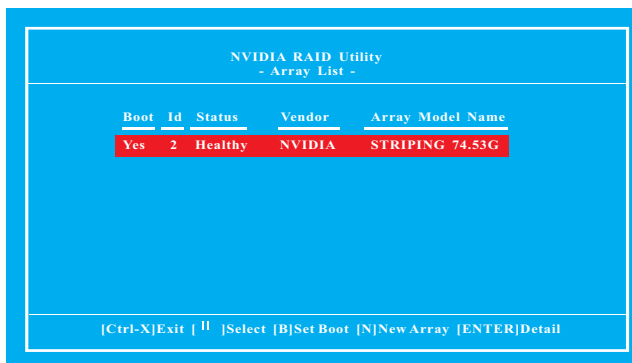 NVIDIA RAID Utility
- Array List -
Boot Id Status Vendor Array Model Name
Yes 2 Healthy NVIDIA STRIPING 74.53G
[Ctrl-X]Exit [ ]Select [B]Set Boot [N]New Array [ENTER]Detail